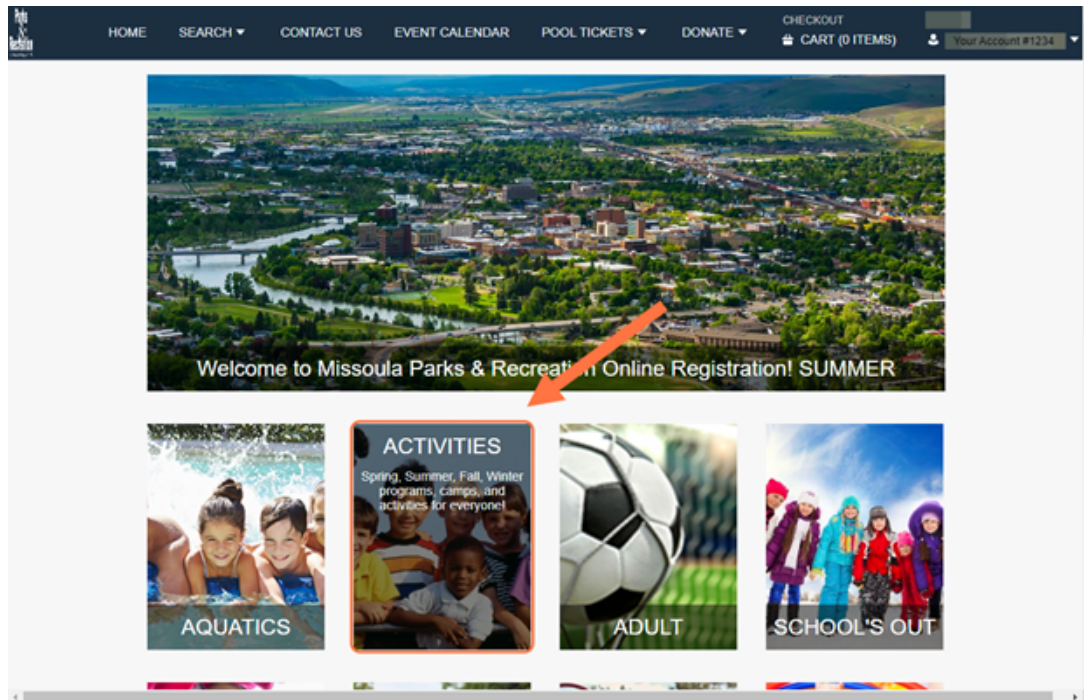 Parks
&
Recreation
HOME
SEARCH
CONTACT US
EVENT CALENDAR
POOL TICKETS
DONATE
CHECKOUT
CART (0 ITEMS)
Your Account #1234
Welcome to Missoula Parks & Recreation Online Registration! SUMMER
ACTIVITIES
Spring, Summer, Fall, Winter
programs, camps, and
activities for everyone!
AQUATICS
ADULT
SCHOOL'S OUT